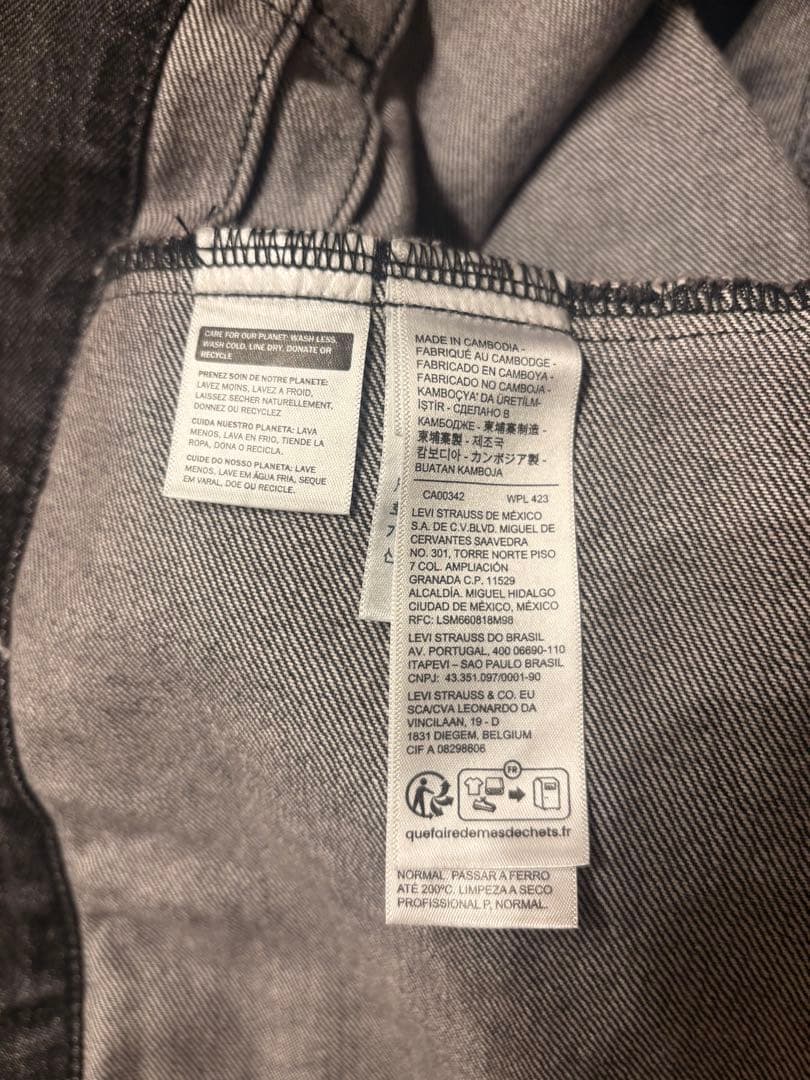 CARE FOR OUR PLANET: WASH LESS,
WASH COLD, LINE DRY, DONATE OR
RECYCLE
PRENEZ SOIN DE NOTRE PLANETE:
LAVEZ MOINS, LAVEZ A FROID,
LAISSEZ SECHER NATURELLEMENT,
DONNEZ OU RECYCLEZ
CUIDA NUESTRO PLANETA: LAVA
MENOS, LAVA EN FRIO, TIENDE LA
ROPA, DONA O RECICLA.
CUIDE DO NOSSO PLANETA: LAVE
MENOS, LAVE EM ÁGUA FRIA, SEQUE
EM VARAL, DOE OU RECICLE.
MADE IN CAMBODIA -
FABRIQUÉ AU CAMBODGE -
FABRICADO EN CAMBOYA -
FABRICADO NO CAMBOJA -
KAMBOÇYA' DA ÜRETİLM-
İŞTİR - СДЕЛАНО В
КАМБОДЖЕ - 柬埔寨制造 -
柬埔寨製 - 제조국
캄보디아 - カンボジア製 -
BUATAN KAMBOJA
CA00342 WPL 423
LEVI STRAUSS DE MÉXICO
S.A. DE C.V.BLVD. MIGUEL DE
CERVANTES SAAVEDRA
NO. 301, TORRE NORTE PISO
7 COL. AMPLIACIÓN
GRANADA C.P. 11529
ALCALDÍA. MIGUEL HIDALGO
CIUDAD DE MÉXICO, MÉXICO
RFC: LSM660818M98
LEVI STRAUSS DO BRASIL
AV. PORTUGAL, 400 06690-110
ITAPEVI – SAO PAULO BRASIL
CNPJ: 43.351.097/0001-90
LEVI STRAUSS & CO. EU
SCA/CVA LEONARDO DA
VINCILAAN, 19 - D
1831 DIEGEM, BELGIUM
CIF A 08298606
FR
quefairedemesdechets.fr
NORMAL. PASSAR A FERRO
ATÉ 200ºC. LIMPEZA A SECO
PROFISSIONAL P, NORMAL.